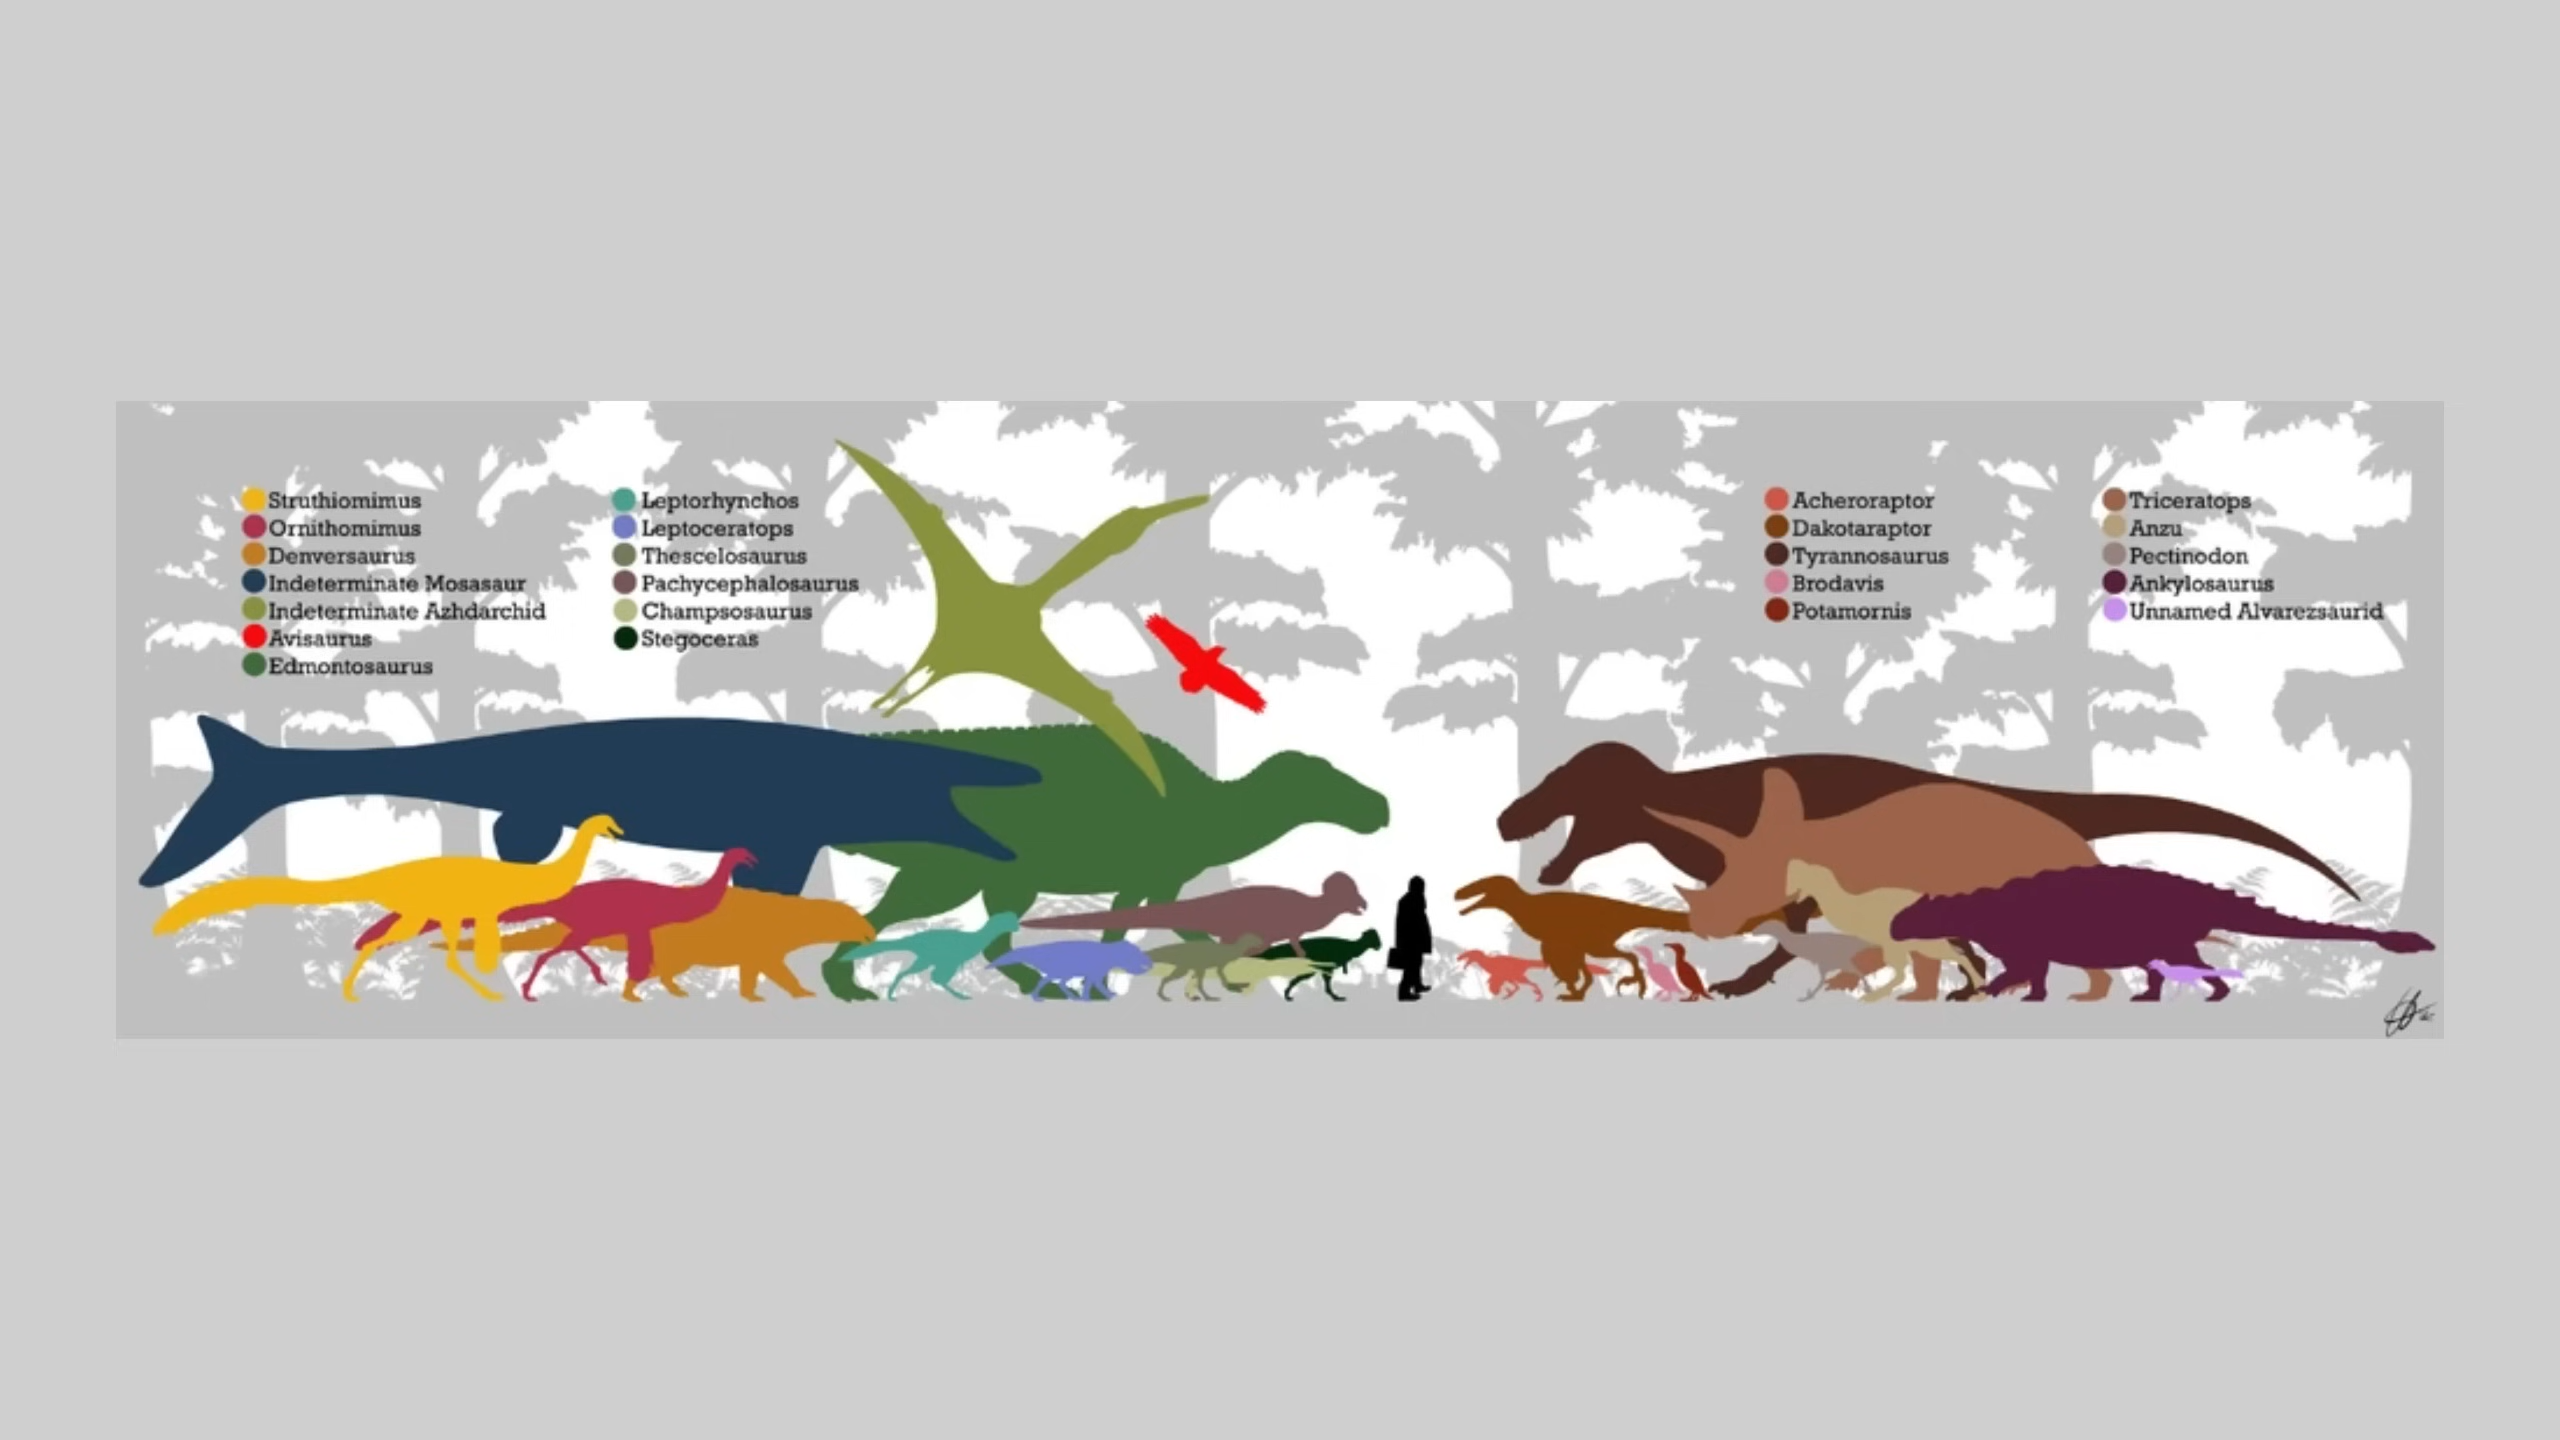 Struthiomimus
Ornithomimus
Denversaurus
Indeterminate Mosasaur
Indeterminate Azhdarchid
Avisaurus
Edmontosaurus
Leptorhynchos
Leptoceratops
Thescelosaurus
Pachycephalosaurus
Champsosaurus
Stegoceras
Acheroraptor
Dakotaraptor
Tyrannosaurus
Brodavis
Potamornis
Triceratops
Anzu
Pectinodon
Ankylosaurus
Unnamed Alvarezsaurid